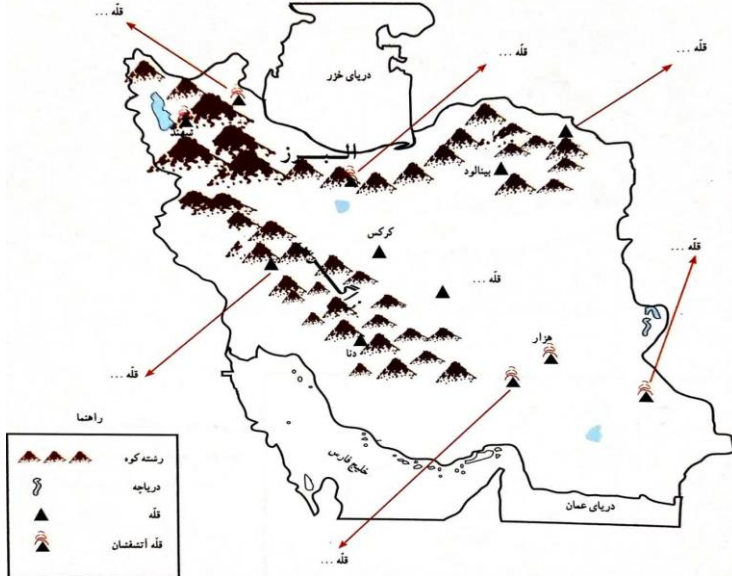 قلّه ...
قلّه ...
قلّه ...
دریای خزر
سهند
البرز
بینالود
کرکس
قلّه ...
قلّه ...
هزار
دنا
قلّه ...
خلیج فارس
دریای عمان
قلّه ...
راهنما
رشته کوه
دریاچه
قلّه
قلّه آتشفشان